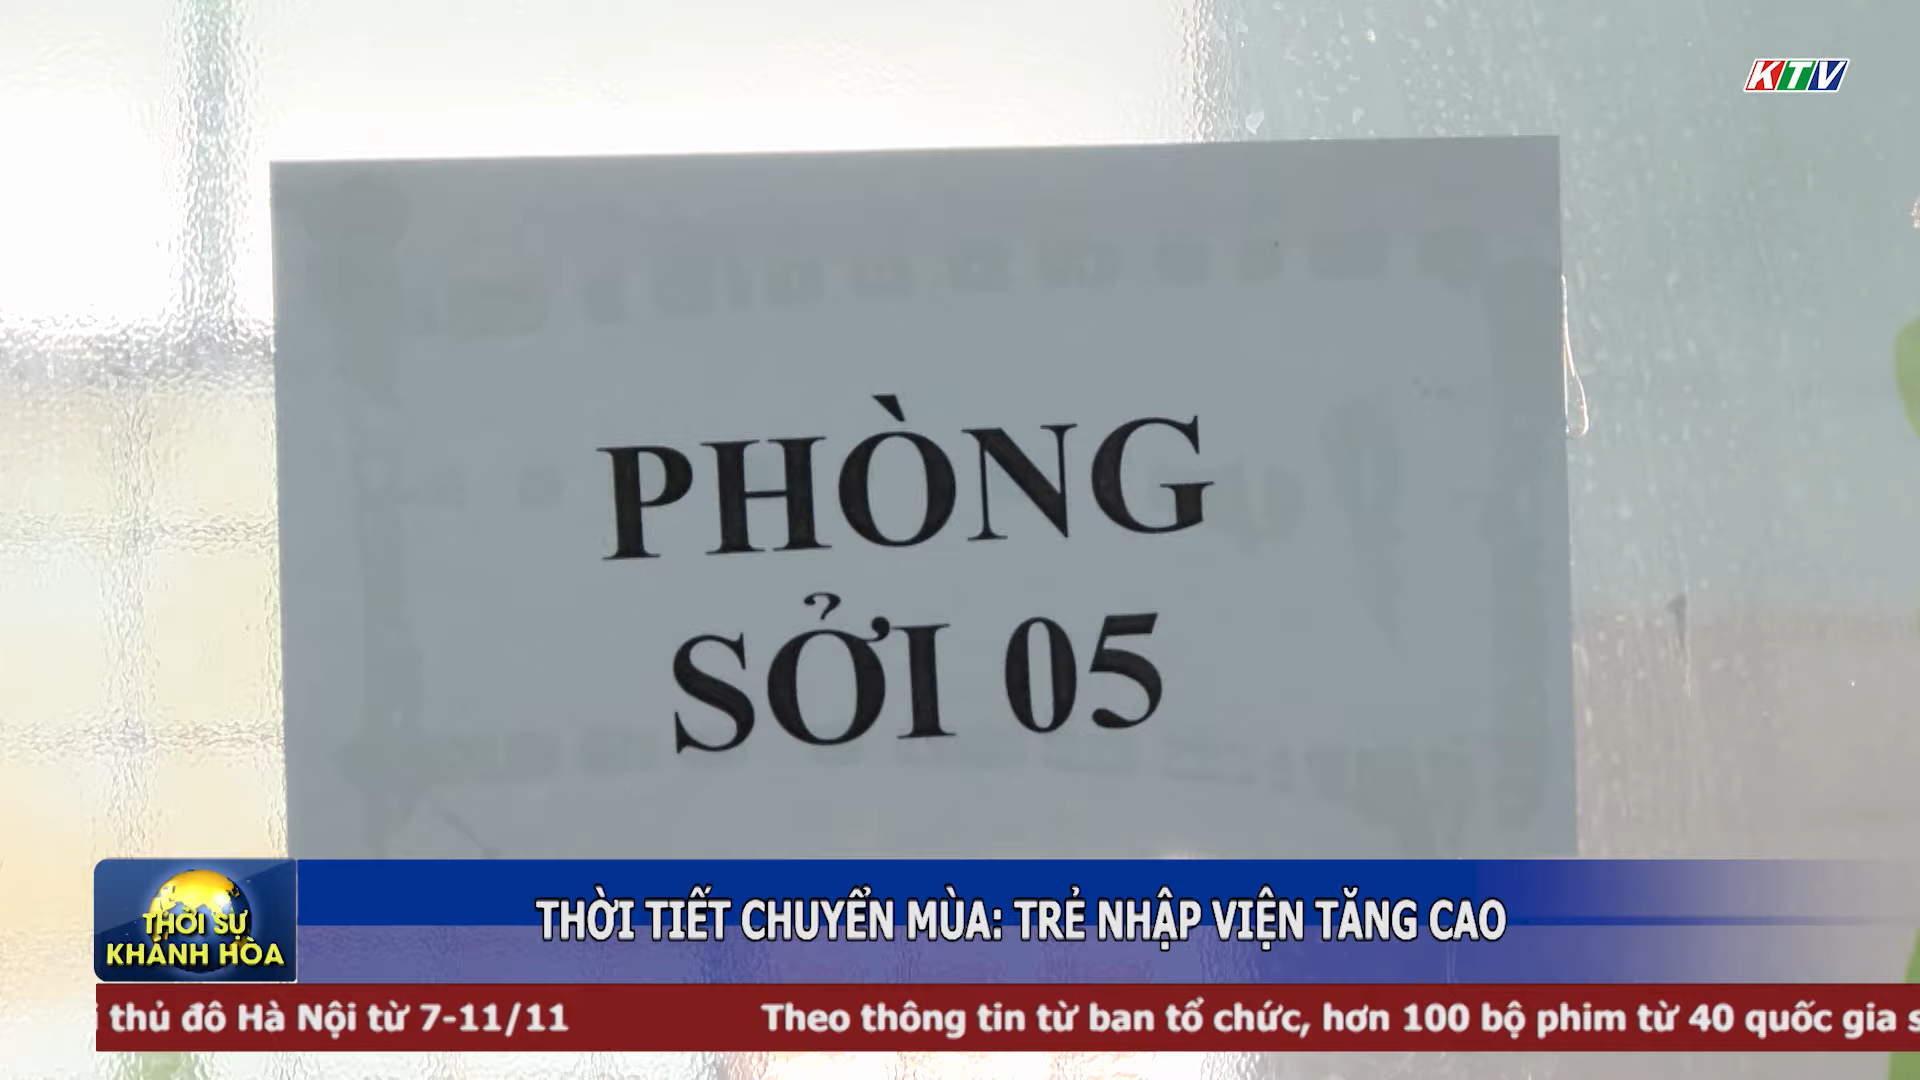 KTV
PHÒNG
SỞI 05
THỜI SỰ
KHÁNH HÒA
THỜI TIẾT CHUYỂN MÙA: TRẺ NHẬP VIỆN TĂNG CAO
thủ đô Hà Nội từ 7-11/11
Theo thông tin từ ban tổ chức, hơn 100 bộ phim từ 40 quốc gia